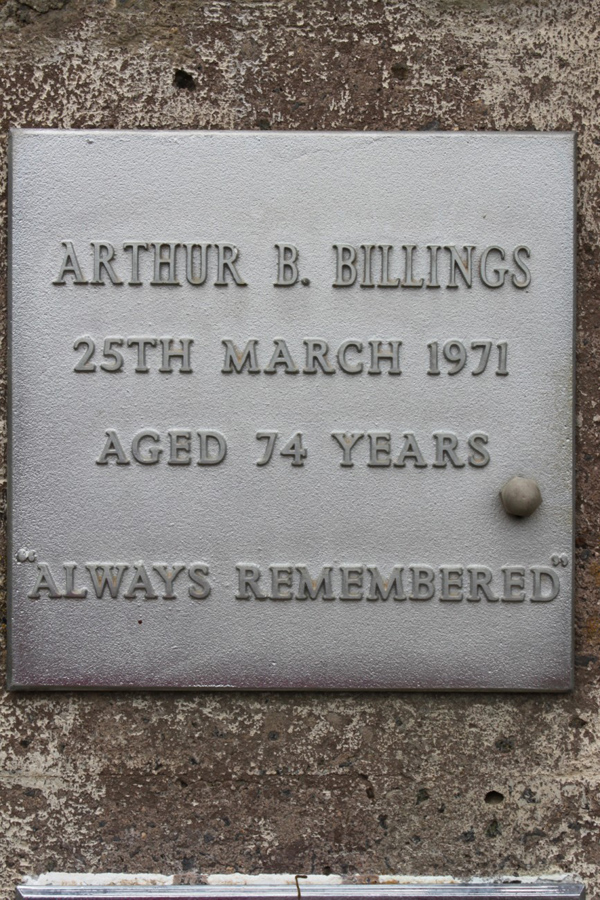 ARTHUR B. BILLINGS
25TH MARCH 1971
AGED 74 YEARS
“ALWAYS REMEMBERED”